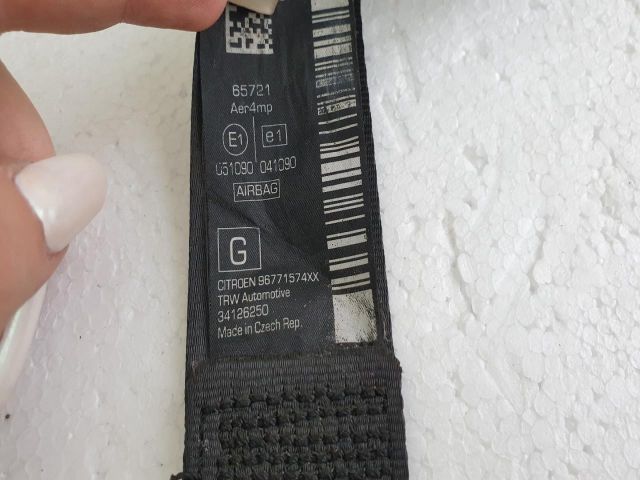 65721
Aer4mp
E1 e1
051090 041090
AIRBAG
G
CITROEN 96771574XX
TRW Automotive
34126250
Made in Czech Rep.